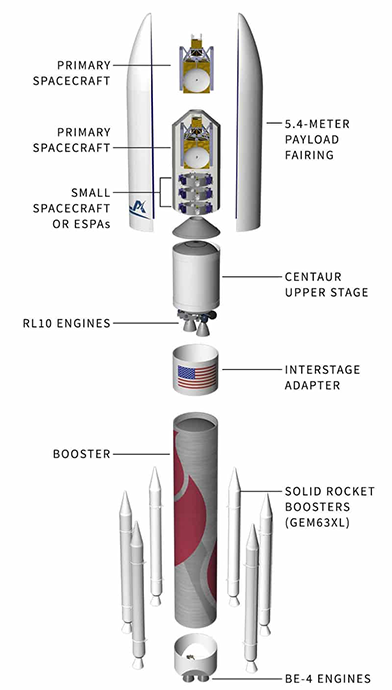 PRIMARY
SPACECRAFT
5.4-METER
PAYLOAD
FAIRING
PRIMARY
SPACECRAFT
SMALL
SPACECRAFT
OR ESPAs
CENTAUR
UPPER STAGE
RL10 ENGINES
INTERSTAGE
ADAPTER
BOOSTER
SOLID ROCKET
BOOSTERS
(GEM63XL)
BE-4 ENGINES